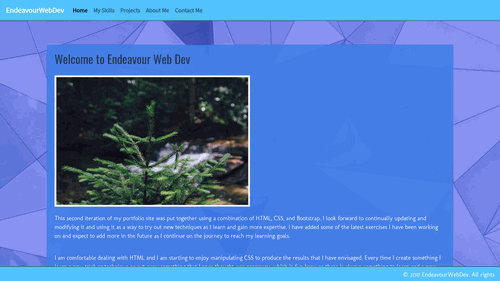 EndeavourWebDev Home My Skills Projects About Me Contact Me
Welcome to Endeavour Web Dev
This second iteration of my portfolio site was put together using a combination of HTML, CSS, and Bootstrap. I look forward to continually updating and
modifying it and using it as a way to try out new techniques as I learn and gain more expertise. I have added some of the latest exercises I have been working
on and expect to add more in the future as I continue on the journey to reach my learning goals.
I am comfortable dealing with HTML and I am starting to enjoy manipulating CSS to produce the results that I have envisaged. Every time I create something I
© 2018 EndeavourWebDev. All rights